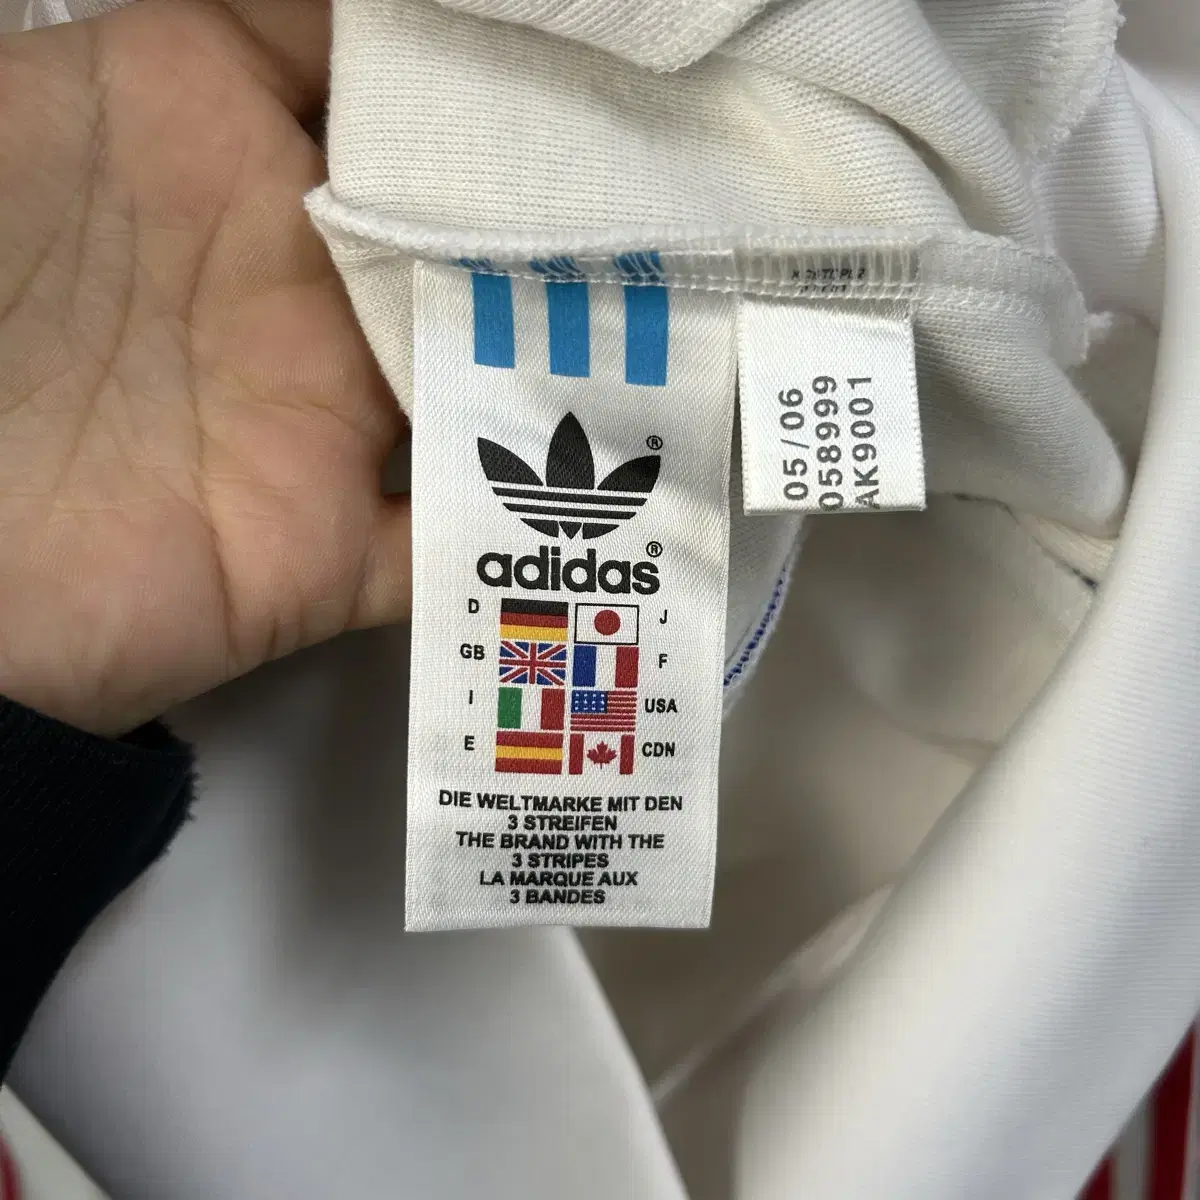 ®
adidas®
D
J
GB
F
I
USA
E
CDN
DIE WELTMARKE MIT DEN
3 STREIFEN
THE BRAND WITH THE
3 STRIPES
LA MARQUE AUX
3 BANDES
05/06
058999
AK9001